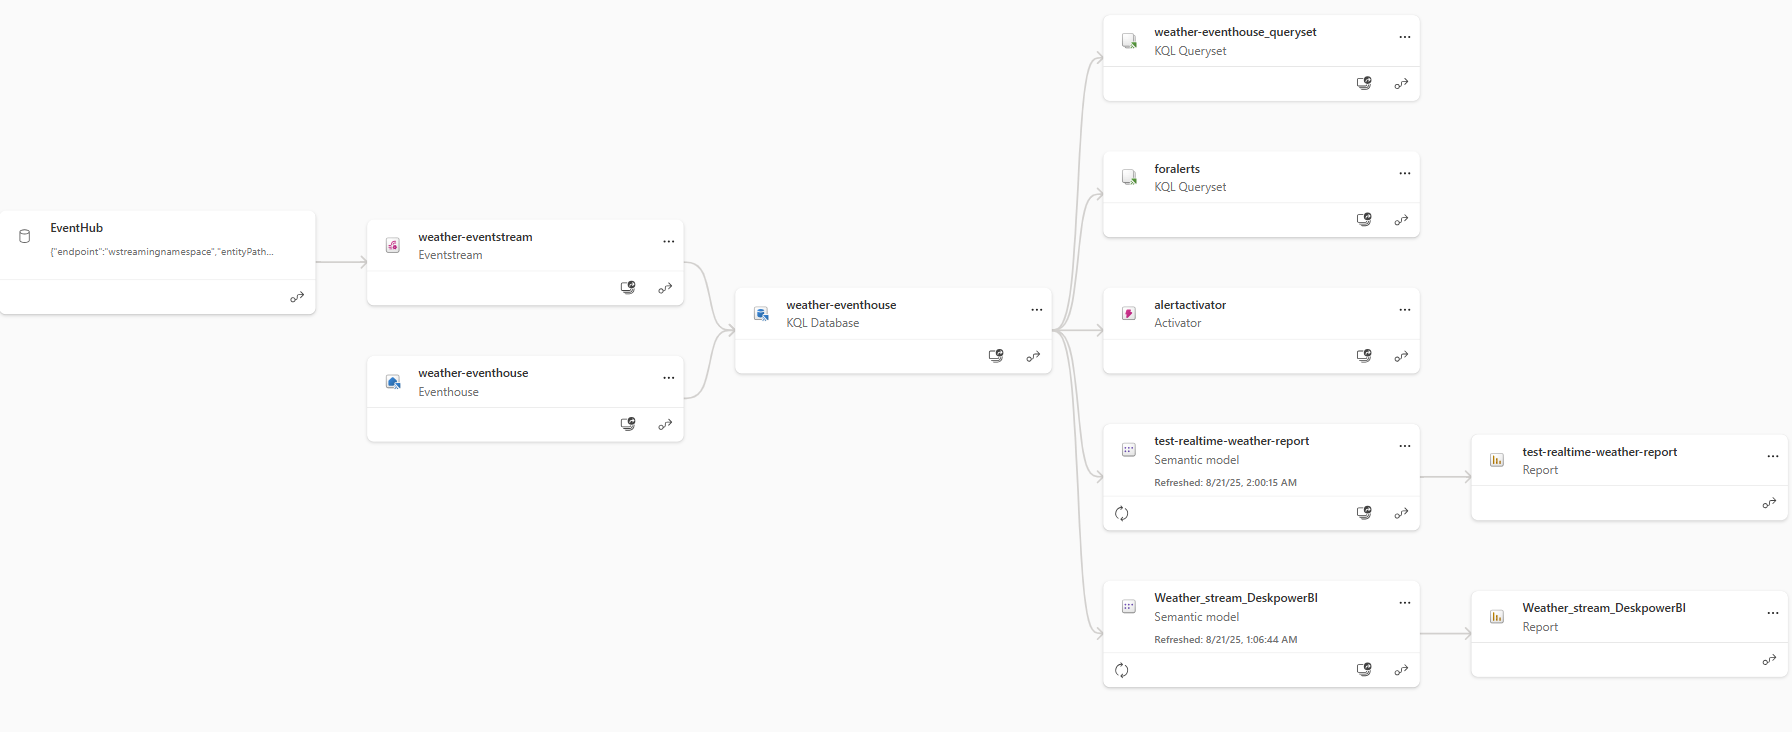 EventHub
{"endpoint":"wstreamingnamespace","entityPath...
weather-eventstream
Eventstream
weather-eventhouse
Eventhouse
weather-eventhouse
KQL Database
weather-eventhouse_queryset
KQL Queryset
foralerts
KQL Queryset
alertactivator
Activator
test-realtime-weather-report
Semantic model
Refreshed: 8/21/25, 2:00:15 AM
Weather_stream_DeskpowerBI
Semantic model
Refreshed: 8/21/25, 1:06:44 AM
test-realtime-weather-report
Report
Weather_stream_DeskpowerBI
Report